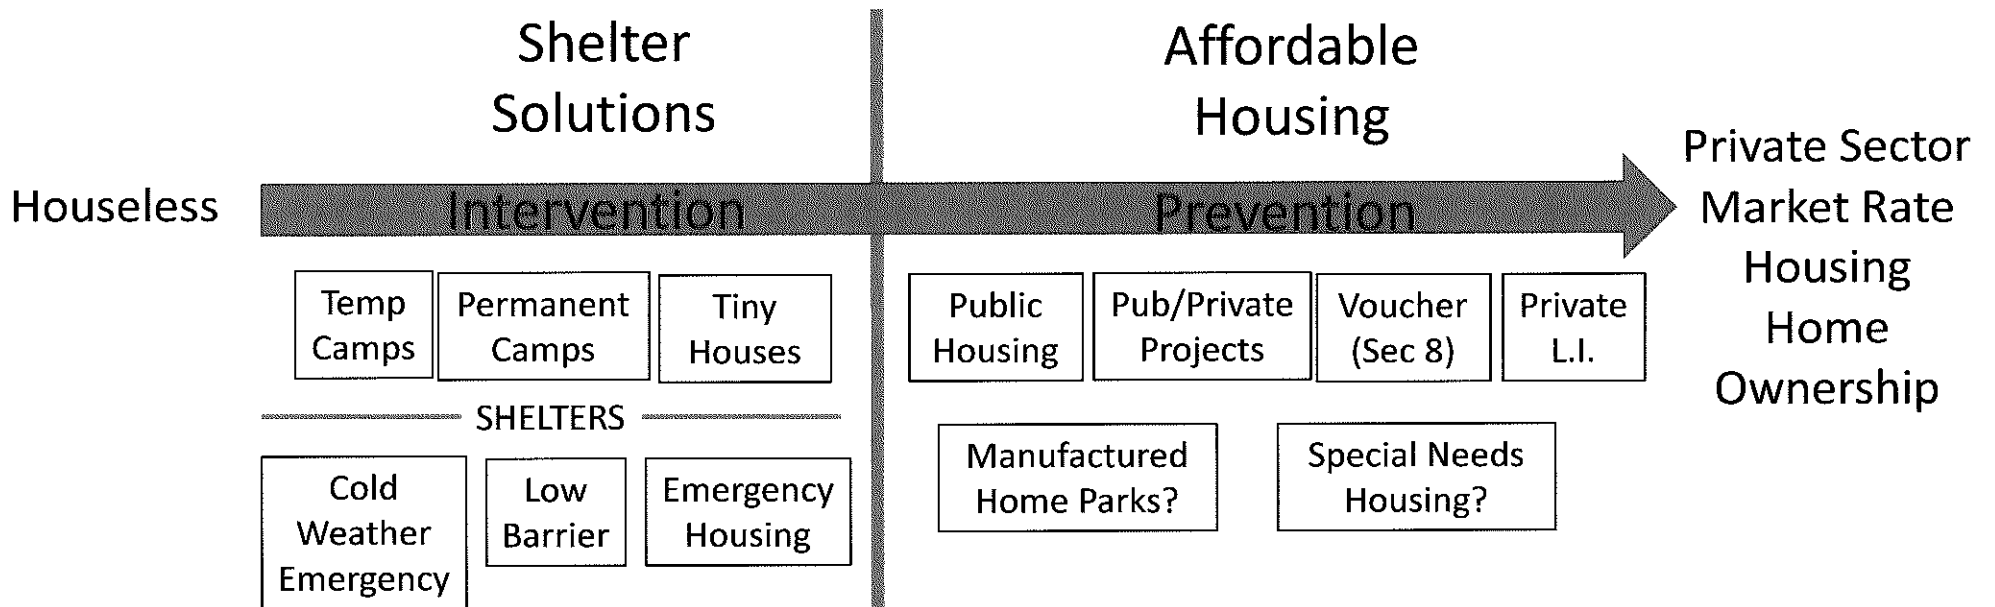 Shelter
Solutions
Affordable
Housing
Houseless
Intervention
Prevention
Private Sector
Market Rate
Housing
Home
Ownership
Temp
Camps
Permanent
Camps
Tiny
Houses
Public
Housing
Pub/Private
Projects
Voucher
(Sec 8)
Private
L.I.
SHELTERS
Cold
Weather
Emergency
Low
Barrier
Emergency
Housing
Manufactured
Home Parks?
Special Needs
Housing?